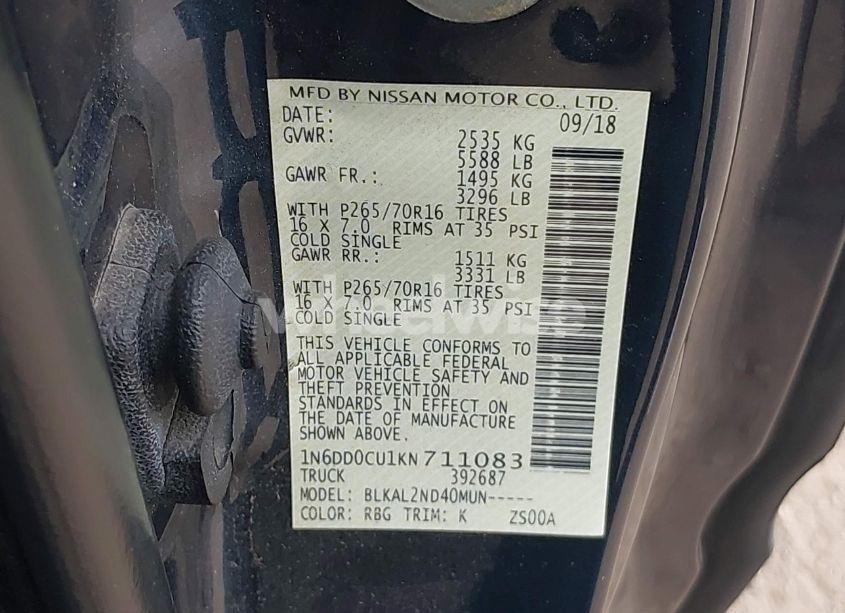 MFD BY NISSAN MOTOR CO., LTD.
DATE: 09/18
GVWR: 2535 KG
5588 LB
GAWR FR.: 1495 KG
3296 LB
WITH P265/70R16 TIRES
16 X 7.0 RIMS AT 35 PSI
COLD SINGLE
GAWR RR.: 1511 KG
3331 LB
WITH P265/70R16 TIRES
16 X 7.0 RIMS AT 35 PSI
COLD SINGLE
wheelwise
THIS VEHICLE CONFORMS TO
ALL APPLICABLE FEDERAL
MOTOR VEHICLE SAFETY AND
THEFT PREVENTION
STANDARDS IN EFFECT ON
THE DATE OF MANUFACTURE
SHOWN ABOVE.
1N6DD0CU1KN711083
TRUCK 392687
MODEL: BLKAL2ND40MUN-----
COLOR: RBG TRIM: K ZS00A